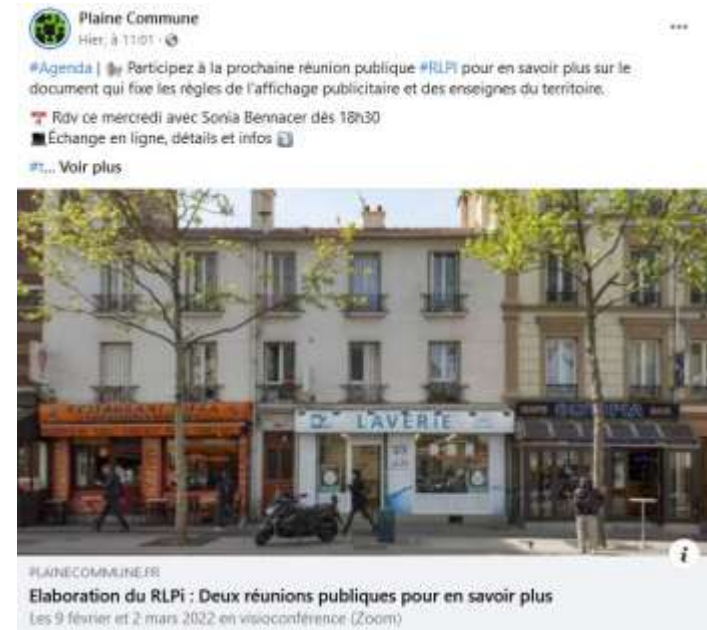 Plaine Commune
Hier, à 11:01
#Agenda | Participez à la prochaine réunion publique #RLPI pour en savoir plus sur le
document qui fixe les règles de l'affichage publicitaire et des enseignes du territoire.
Rdv ce mercredi avec Sonia Bennacer dès 18h30
Échange en ligne, détails et infos
#t... Voir plus
LAVERIE
PLAINECOMMUNE.FR
Elaboration du RLPi : Deux réunions publiques pour en savoir plus
Les 9 février et 2 mars 2022 en visioconférence (Zoom)